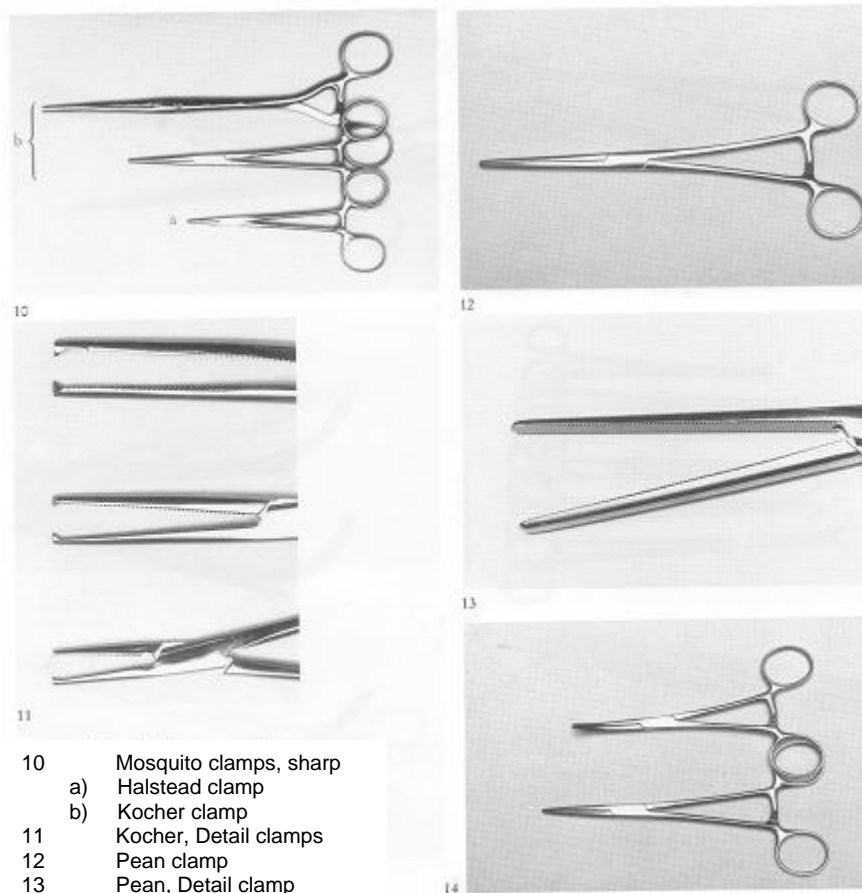 b
a
10
12
11
13
14
10 Mosquito clamps, sharp
a) Halstead clamp
b) Kocher clamp
11 Kocher, Detail clamps
12 Pean clamp
13 Pean, Detail clamp